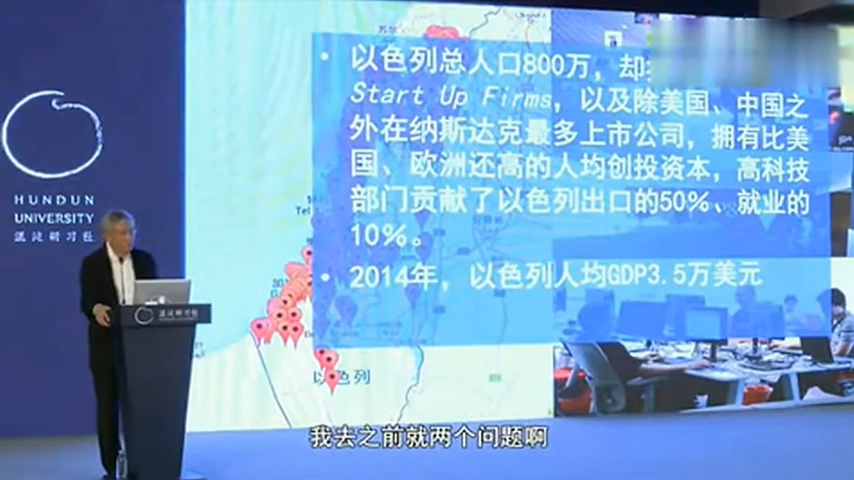 HUNDUN
UNIVERSITY
混沌研习社
• 以色列总人口800万，却
Start Up Firms，以及除美国、中国之
外在纳斯达克最多上市公司，拥有比美
国、欧洲还高的人均创投资本，高科技
部门贡献了以色列出口的50%、就业的
10%。
• 2014年，以色列人均GDP3.5万美元
以色列
混沌研习社
我去之前就两个问题啊